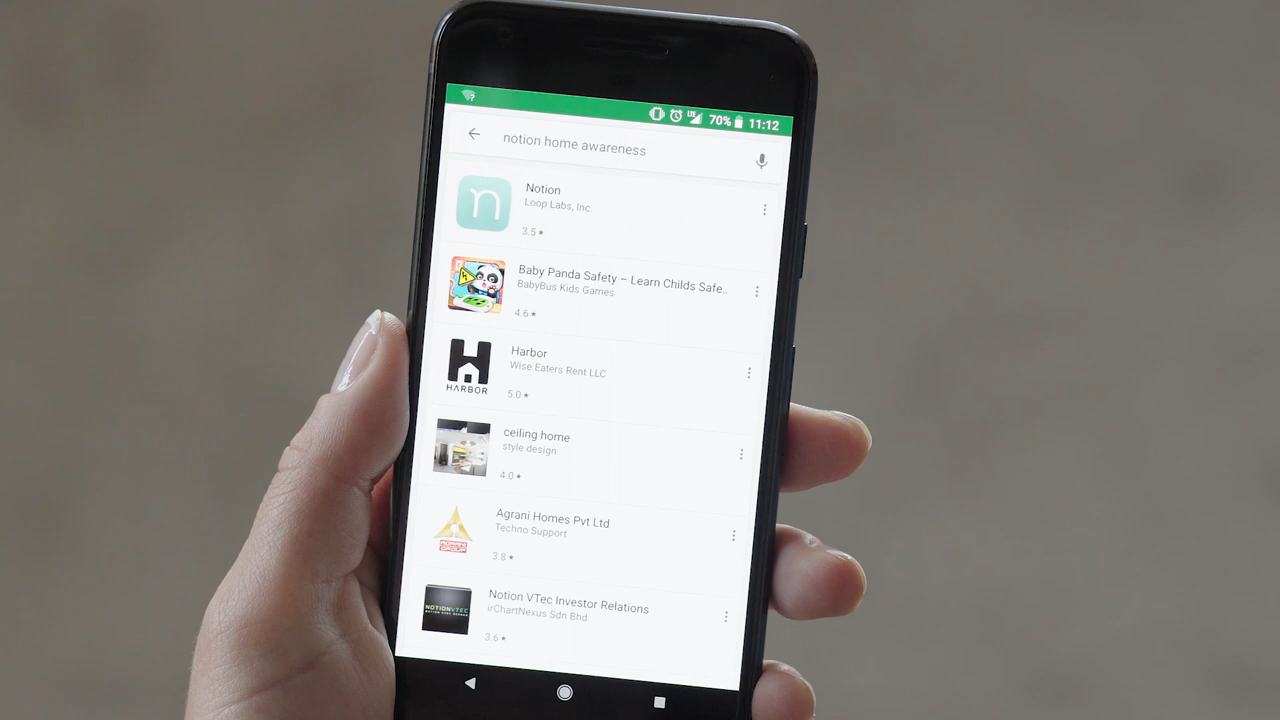 LTE 70% 11:12
notion home awareness
n
Notion
Loop Labs, Inc.
3.5★
Baby Panda Safety – Learn Childs Safe..
BabyBus Kids Games
4.6★
HARBOR
Harbor
Wise Eaters Rent LLC
5.0★
ceiling home
style design
4.0★
Agrani Homes Pvt Ltd
Techno Support
3.8★
NOTIONVTEC
Notion VTec Investor Relations
irChartNexus Sdn Bhd
3.6★